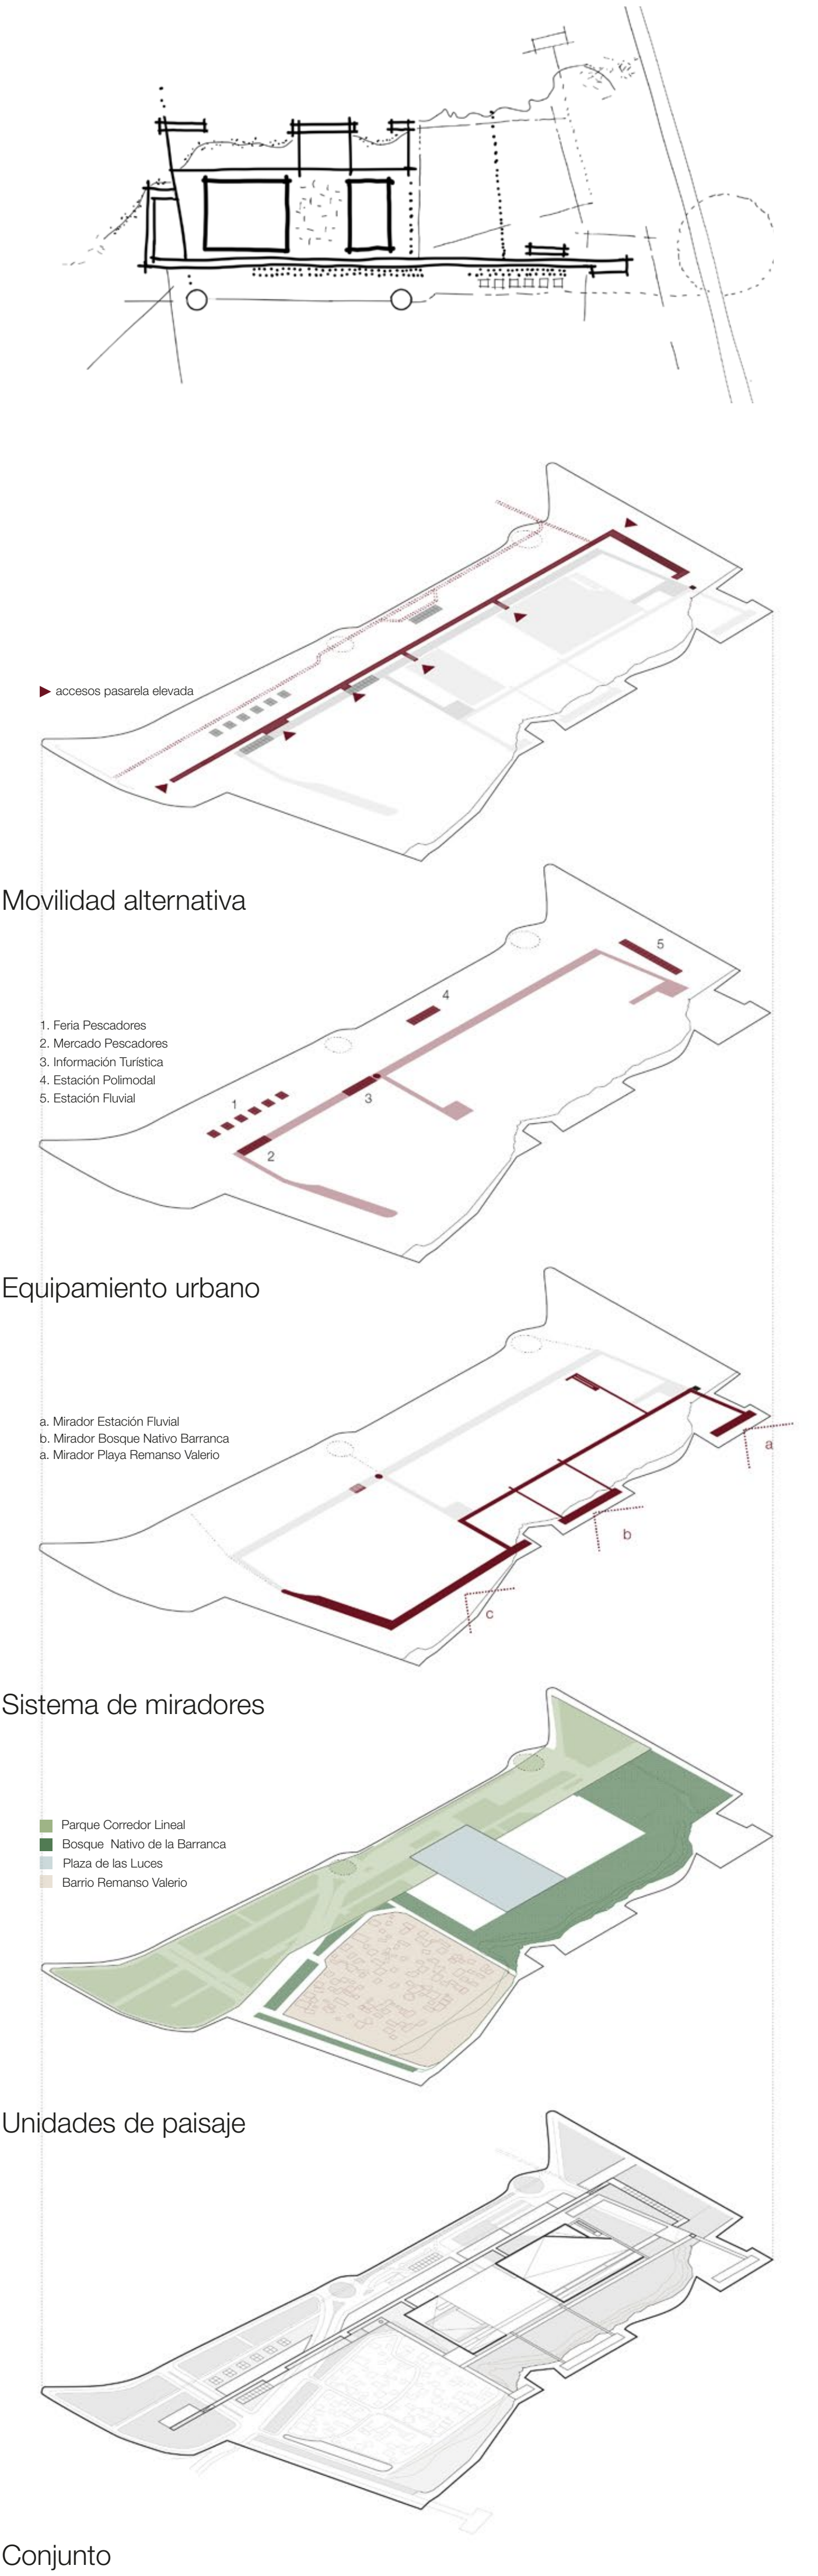 accesos pasarela elevada
Movilidad alternativa
5
4
1. Feria Pescadores
2. Mercado Pescadores
3. Información Turística
4. Estación Polimodal
5. Estación Fluvial
1
3
2
Equipamiento urbano
a. Mirador Estación Fluvial
b. Mirador Bosque Nativo Barranca
a. Mirador Playa Remanso Valerio
a
b
c
Sistema de miradores
Parque Corredor Lineal
Bosque Nativo de la Barranca
Plaza de las Luces
Barrio Remanso Valerio
Unidades de paisaje
Conjunto